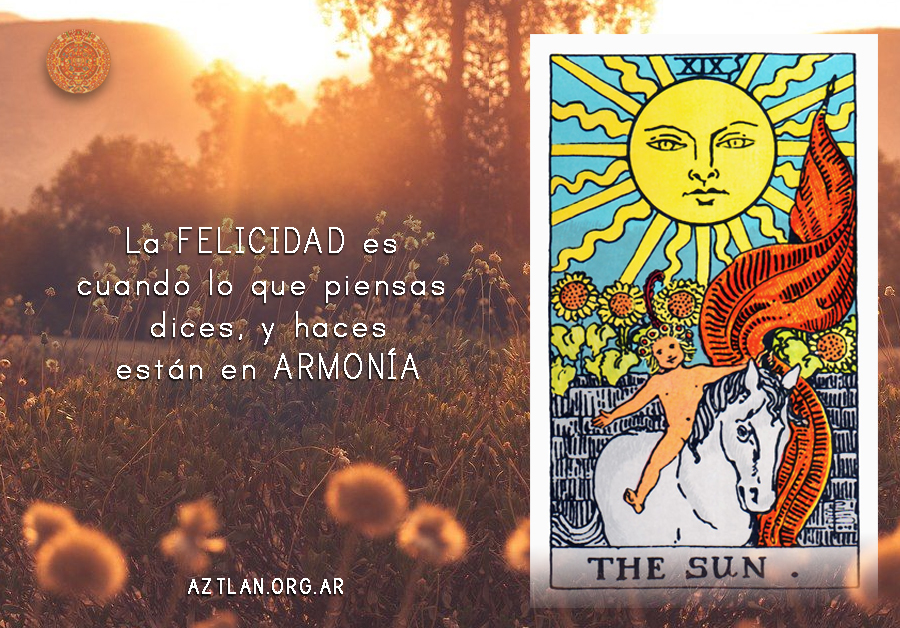 La FELICIDAD es
cuando lo que piensas
dices, y haces
están en ARMONÍA
AZTLAN.ORG.AR
XIX
THE SUN .